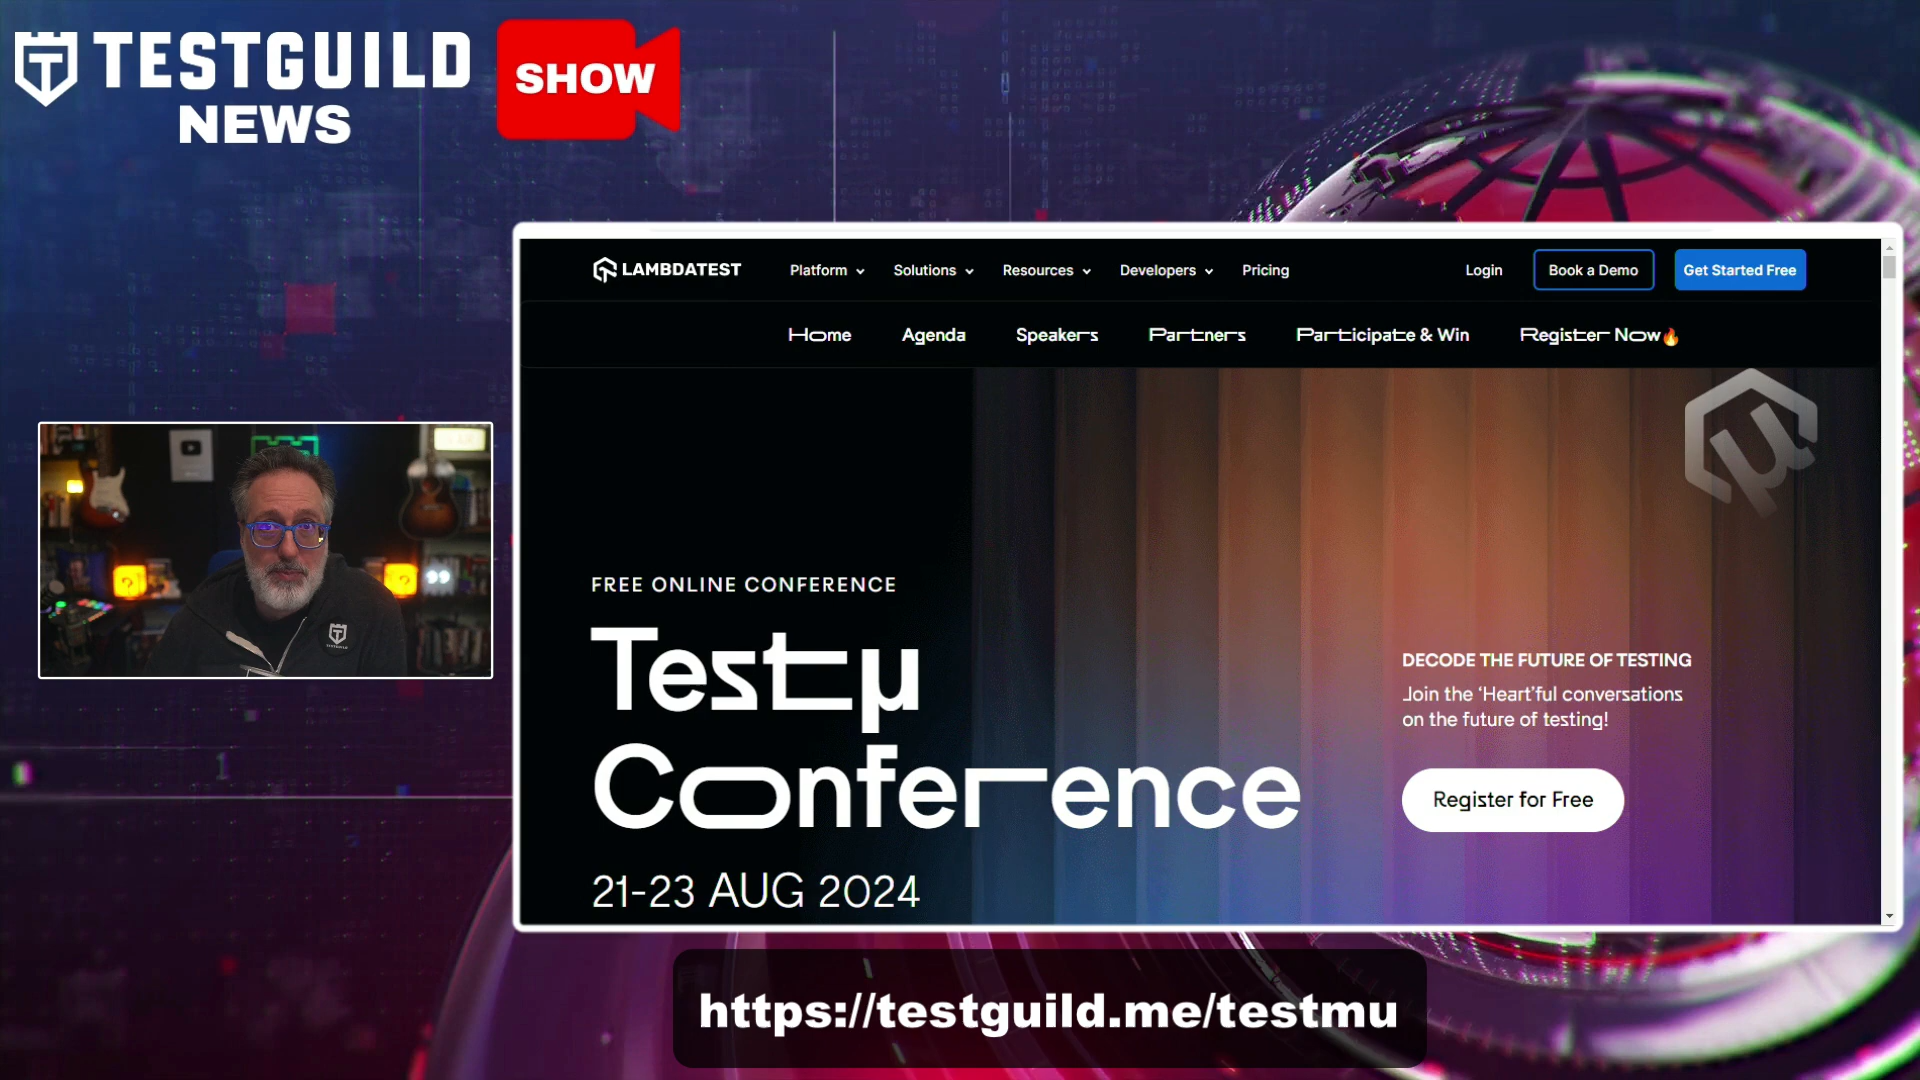 TESTGUILD
NEWS
SHOW
LAMBDATEST
Platform
Solutions
Resources
Developers
Pricing
Login
Book a Demo
Get Started Free
Home
Agenda
Speakers
Partners
Participate & Win
Register Now🔥
FREE ONLINE CONFERENCE
Testμ
Conference
21-23 AUG 2024
DECODE THE FUTURE OF TESTING
Join the ‘Heart’ful conversations
on the future of testing!
Register for Free
https://testguild.me/testmu